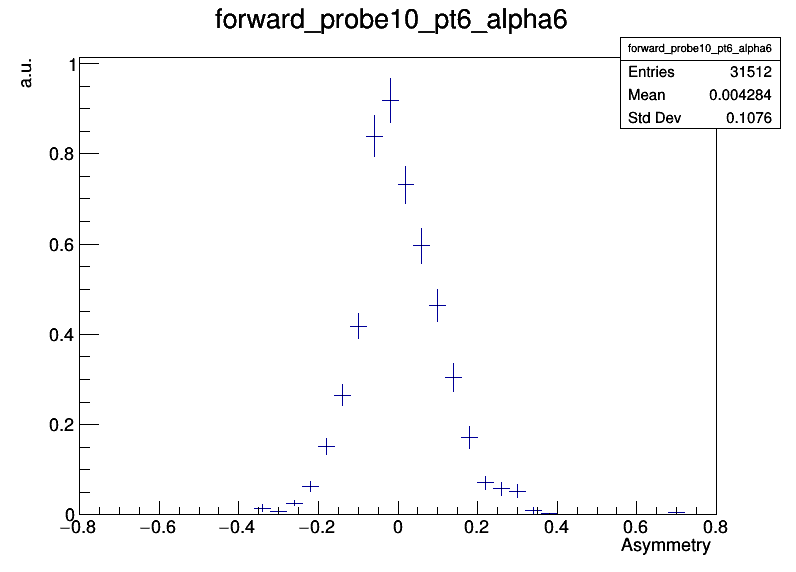 forward_probe10_pt6_alpha6
forward_probe10_pt6_alpha6
Entries 31512
Mean 0.004284
Std Dev 0.1076
a.u.
1
0.8
0.6
0.4
0.2
0
−0.8 −0.6 −0.4 −0.2 0 0.2 0.4 0.6 0.8
Asymmetry